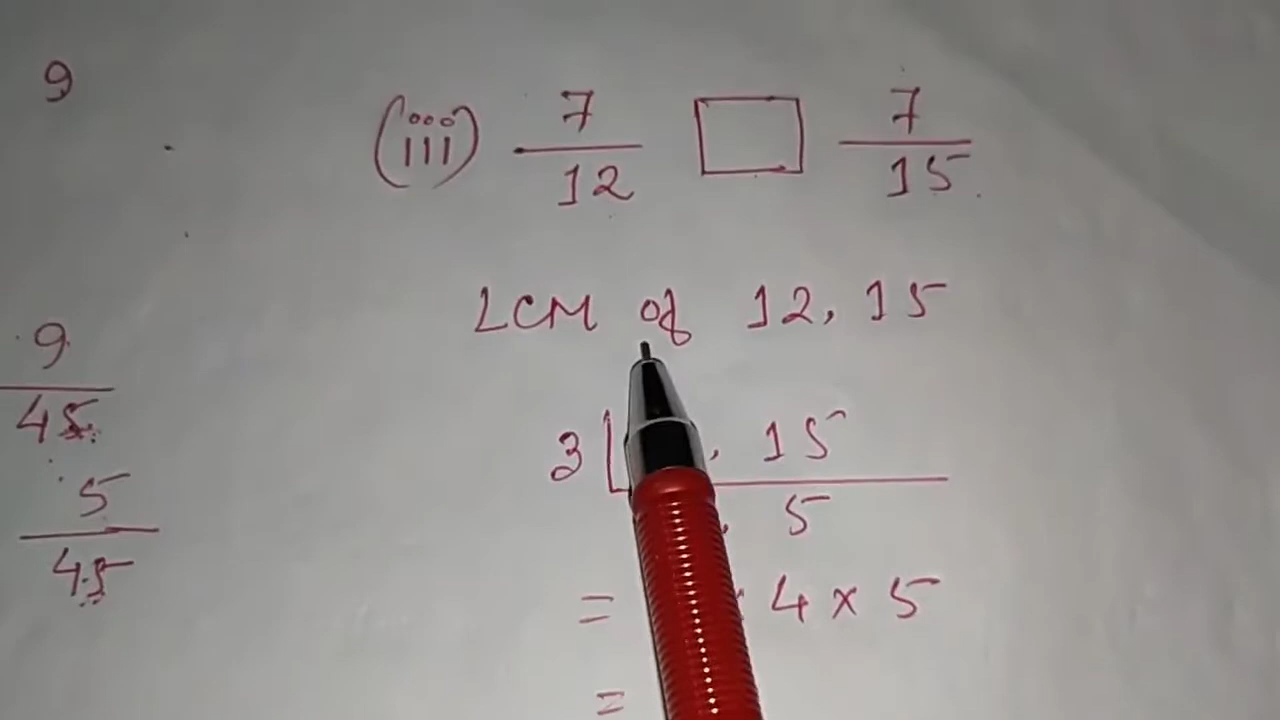 9
(iii) 7/12 □ 7/15
LCM of 12, 15
9/45
3 , 15
, 5
5/45
= × 4 × 5
=